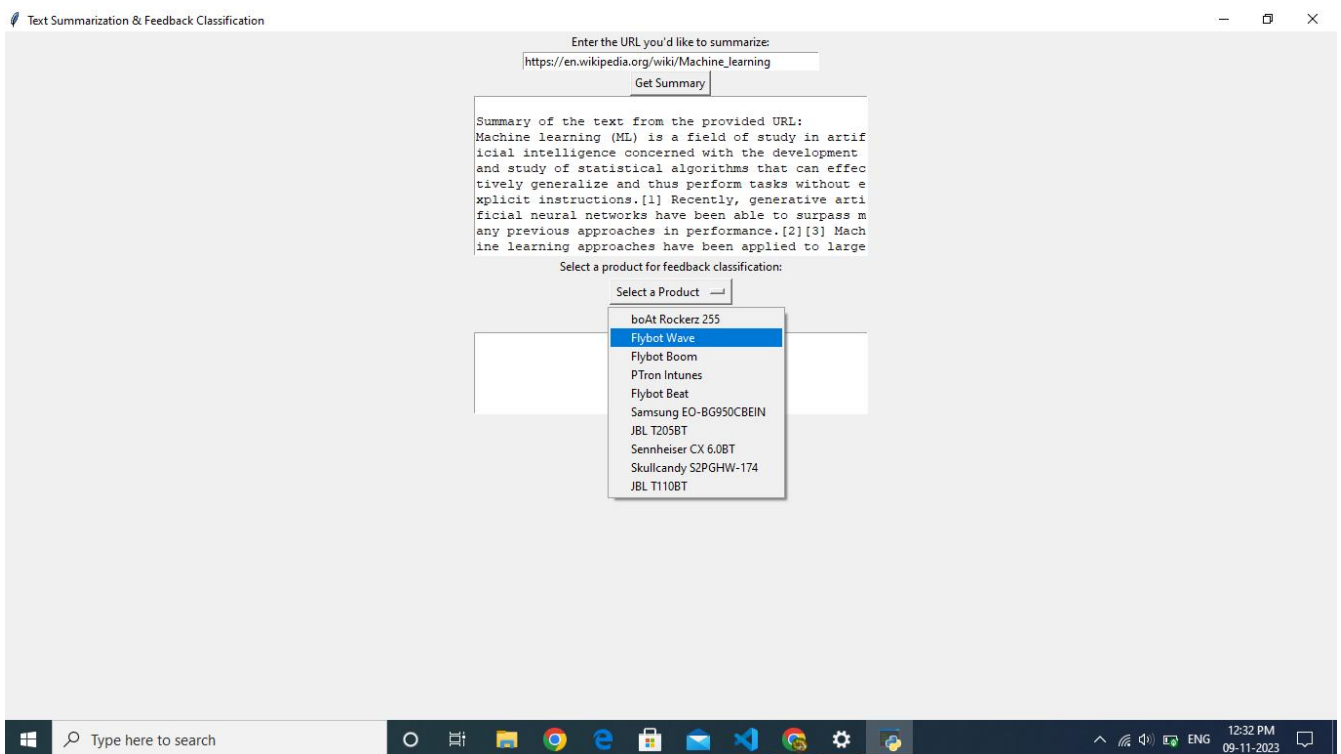 Text Summarization & Feedback Classification
Enter the URL you'd like to summarize:
https://en.wikipedia.org/wiki/Machine_learning
Get Summary
Summary of the text from the provided URL:
Machine learning (ML) is a field of study in artif
icial intelligence concerned with the development
and study of statistical algorithms that can effec
tively generalize and thus perform tasks without e
xplicit instructions.[1] Recently, generative arti
ficial neural networks have been able to surpass m
any previous approaches in performance.[2][3] Mach
ine learning approaches have been applied to large
Select a product for feedback classification:
Select a Product
boAt Rockerz 255
Flybot Wave
Flybot Boom
PTron Intunes
Flybot Beat
Samsung EO-BG950CBEIN
JBL T205BT
Sennheiser CX 6.0BT
Skullcandy S2PGHW-174
JBL T110BT
Type here to search
ENG
12:32 PM
09-11-2023